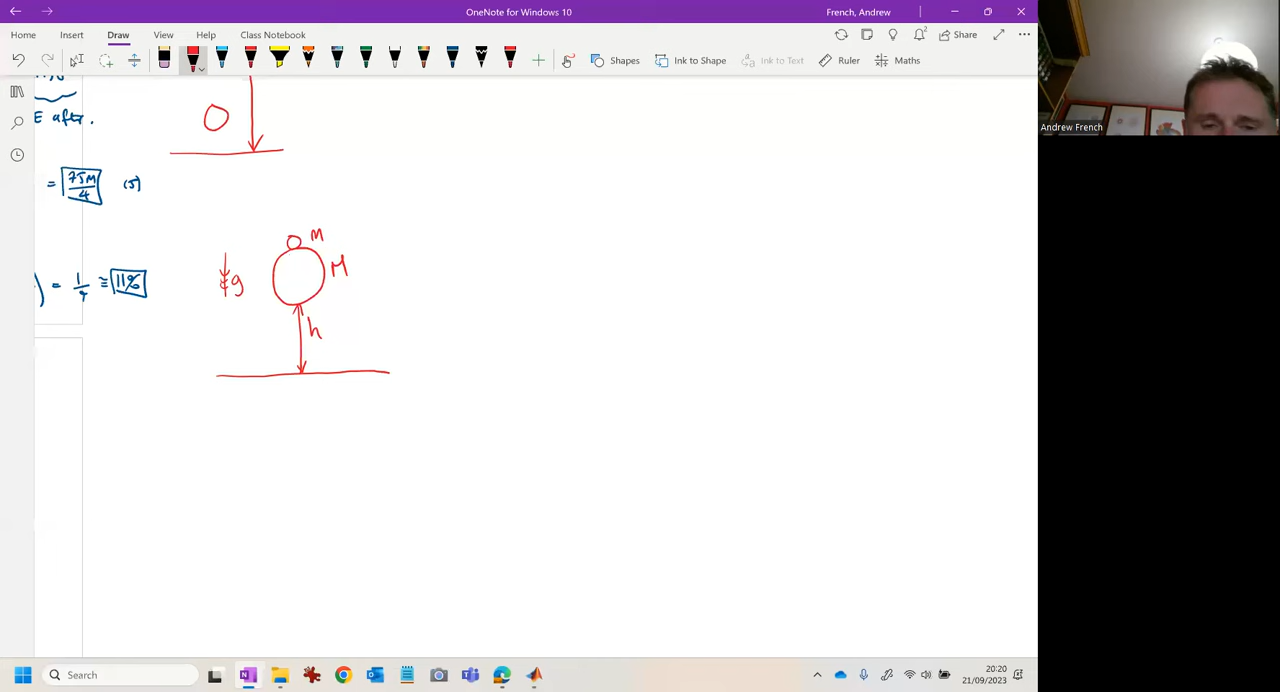 OneNote for Windows 10
French, Andrew
Home Insert Draw View Help Class Notebook
Share
Shapes Ink to Shape Ink to Text Ruler Maths
Andrew French
E after.
= 75M/4 (5)
m
M
g
) = 1/9 ≅ 11%
h
Search
20:20
21/09/2023